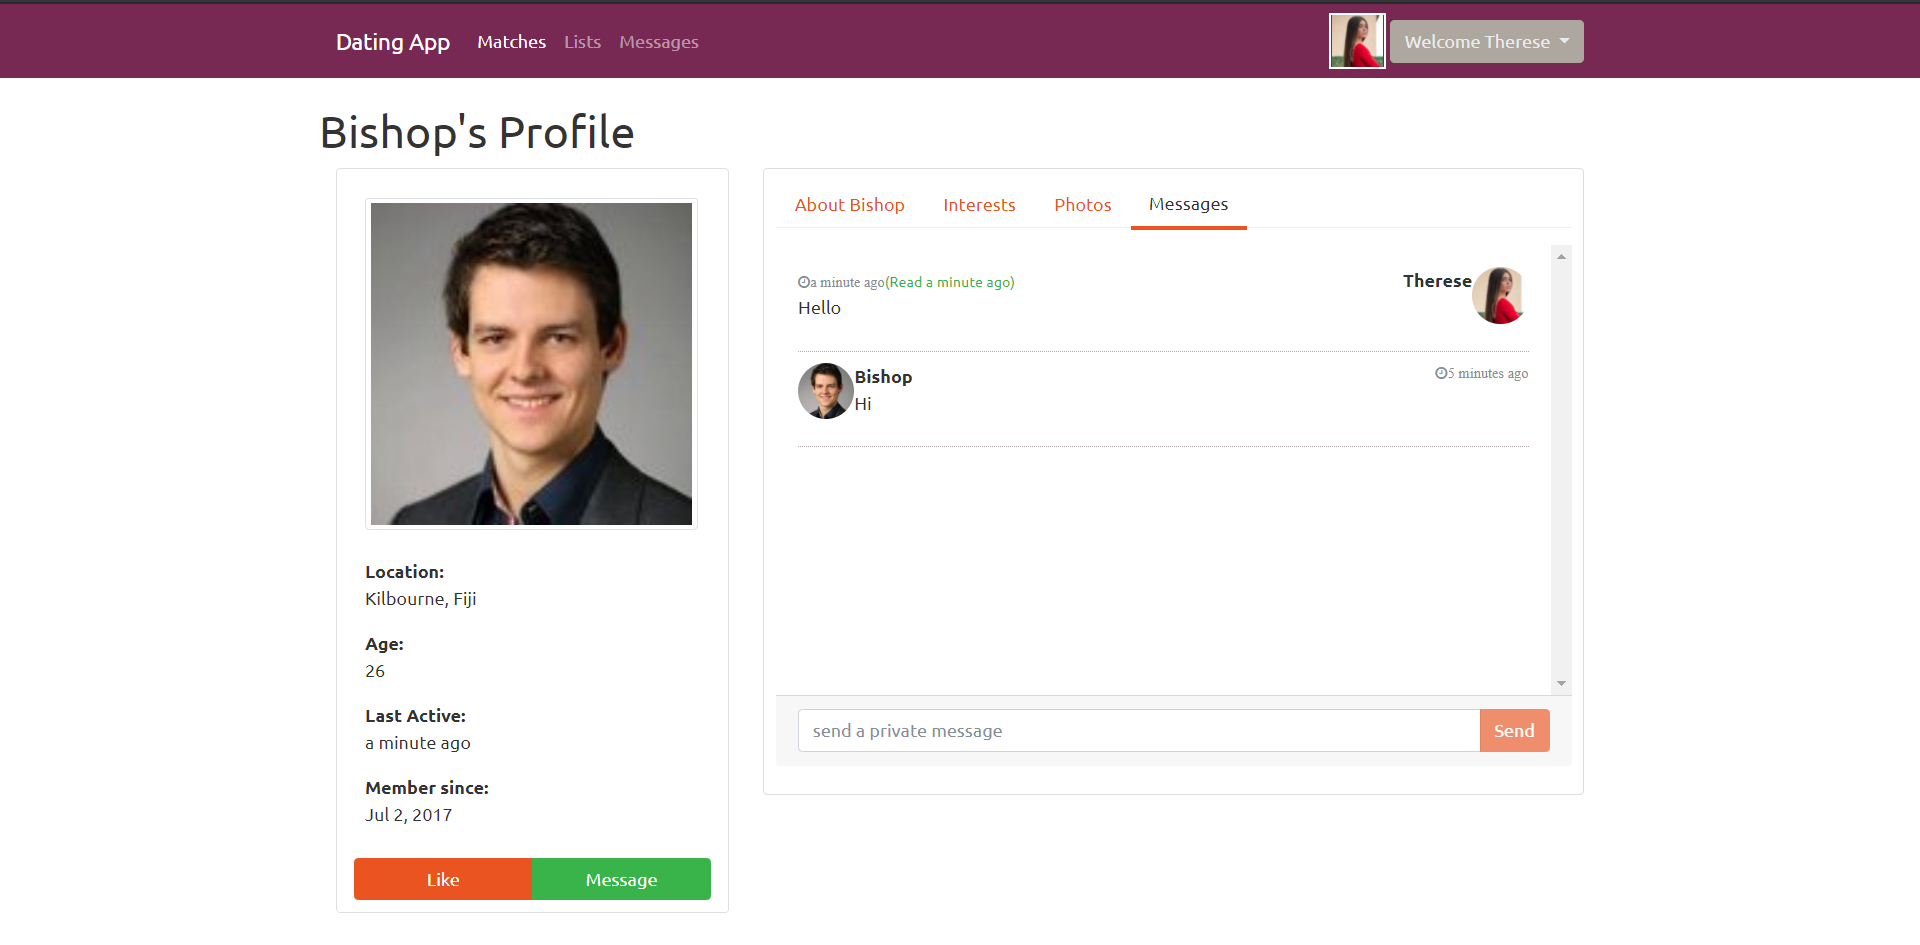 Dating App Matches Lists Messages Welcome Therese
Bishop's Profile
Location:
Kilbourne, Fiji
Age:
26
Last Active:
a minute ago
Member since:
Jul 2, 2017
Like Message
About Bishop Interests Photos Messages
a minute ago(Read a minute ago) Therese
Hello
Bishop 5 minutes ago
Hi
send a private message Send